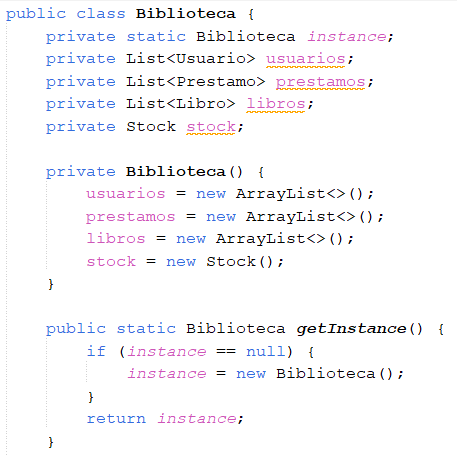 public class Biblioteca {
    private static Biblioteca instance;
    private List<Usuario> usuarios;
    private List<Prestamo> prestamos;
    private List<Libro> libros;
    private Stock stock;

    private Biblioteca() {
        usuarios = new ArrayList<>();
        prestamos = new ArrayList<>();
        libros = new ArrayList<>();
        stock = new Stock();
    }

    public static Biblioteca getInstance() {
        if (instance == null) {
            instance = new Biblioteca();
        }
        return instance;
    }